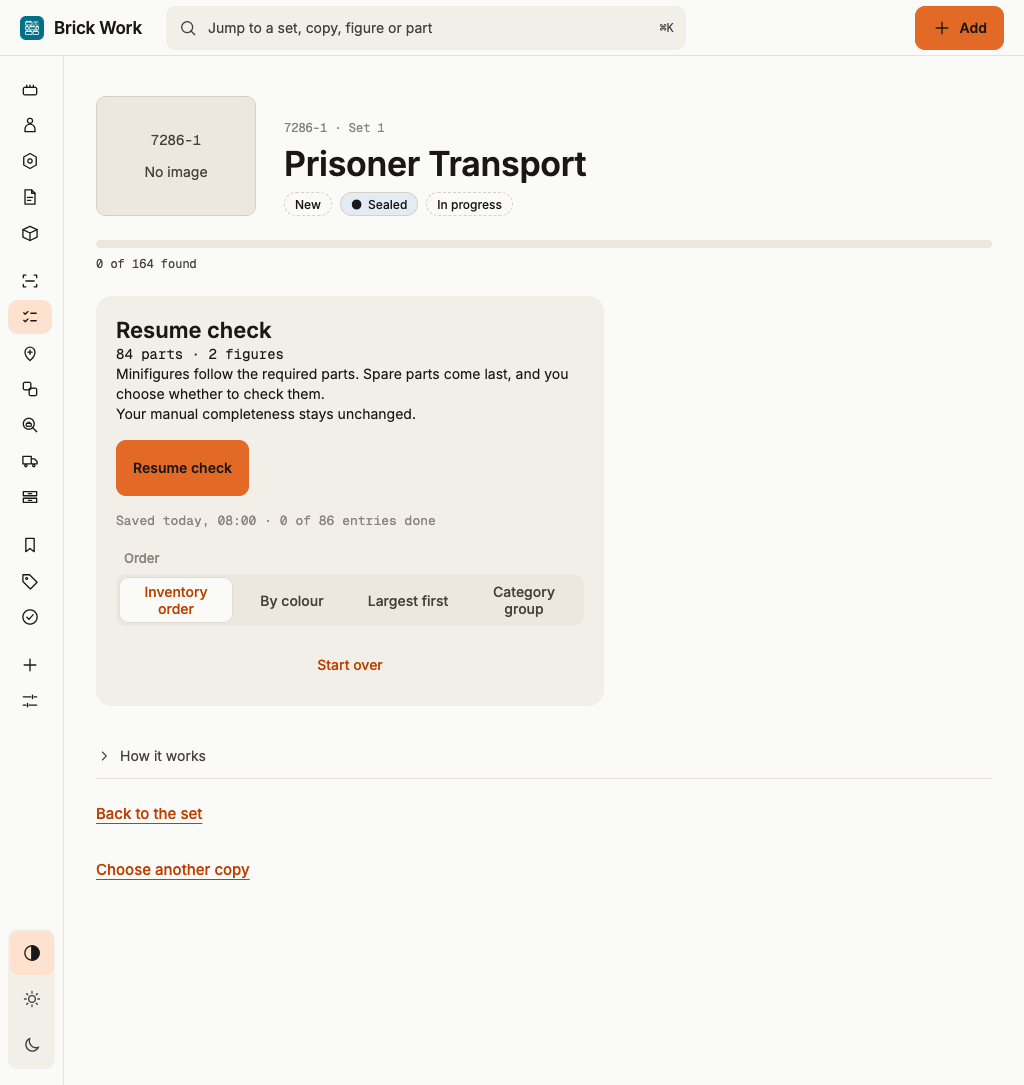 Brick Work
Jump to a set, copy, figure or part
⌘K
Add
7286-1
No image
7286-1 · Set 1
Prisoner Transport
New
Sealed
In progress
0 of 164 found
Resume check
84 parts · 2 figures
Minifigures follow the required parts. Spare parts come last, and you
choose whether to check them.
Your manual completeness stays unchanged.
Resume check
Saved today, 08:00 · 0 of 86 entries done
Order
Inventory
order
By colour
Largest first
Category
group
Start over
How it works
Back to the set
Choose another copy